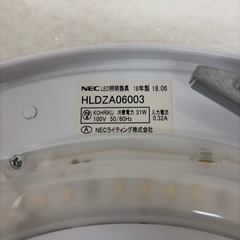 NEC LED照明器具 18年製 18.06
HLDZA06003
KOHRIKU 消費電力 31W 入力電流
100V 50/60Hz 0.32A
Ⓐ NECライティング株式会社